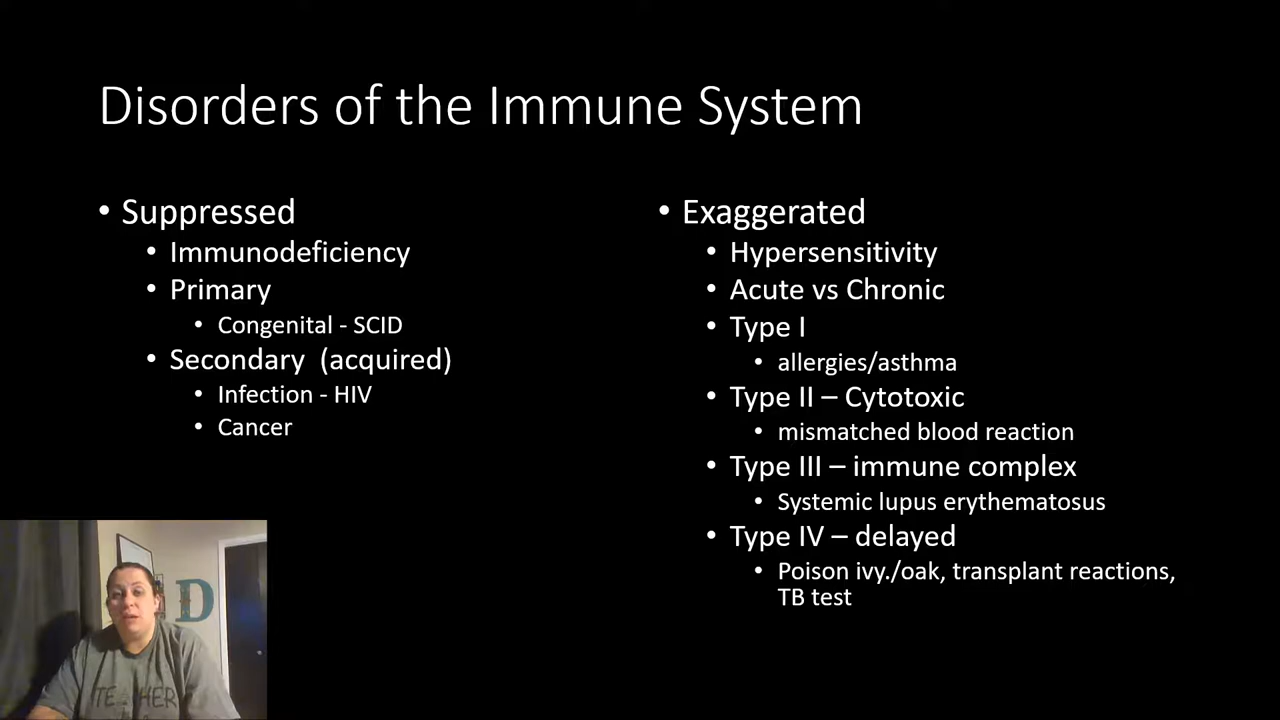 Disorders of the Immune System
• Suppressed
• Immunodeficiency
• Primary
• Congenital - SCID
• Secondary (acquired)
• Infection - HIV
• Cancer
• Exaggerated
• Hypersensitivity
• Acute vs Chronic
• Type I
• allergies/asthma
• Type II – Cytotoxic
• mismatched blood reaction
• Type III – immune complex
• Systemic lupus erythematosus
• Type IV – delayed
• Poison ivy./oak, transplant reactions,
TB test
D